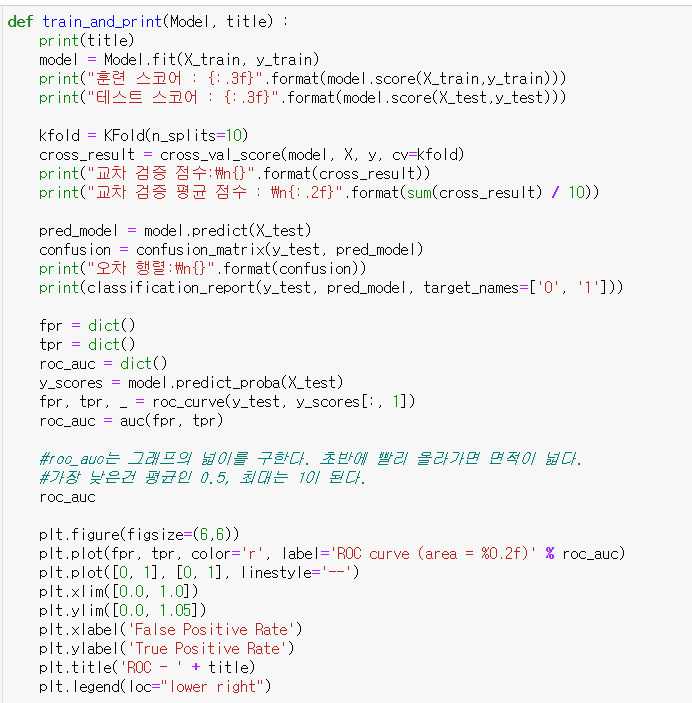 def train_and_print(Model, title) :
    print(title)
    model = Model.fit(X_train, y_train)
    print("훈련 스코어 : {:.3f}".format(model.score(X_train,y_train)))
    print("테스트 스코어 : {:.3f}".format(model.score(X_test,y_test)))

    kfold = KFold(n_splits=10)
    cross_result = cross_val_score(model, X, y, cv=kfold)
    print("교차 검증 점수:₩n{}".format(cross_result))
    print("교차 검증 평균 점수 : ₩n{:.2f}".format(sum(cross_result) / 10))

    pred_model = model.predict(X_test)
    confusion = confusion_matrix(y_test, pred_model)
    print("오차 행렬:₩n{}".format(confusion))
    print(classification_report(y_test, pred_model, target_names=['0', '1']))

    fpr = dict()
    tpr = dict()
    roc_auc = dict()
    y_scores = model.predict_proba(X_test)
    fpr, tpr, _ = roc_curve(y_test, y_scores[:, 1])
    roc_auc = auc(fpr, tpr)

    #roc_auc는 그래프의 넓이를 구한다. 초반에 빨리 올라가면 면적이 넓다.
    #가장 낮은건 평균인 0.5, 최대는 1이 된다.
    roc_auc

    plt.figure(figsize=(6,6))
    plt.plot(fpr, tpr, color='r', label='ROC curve (area = %0.2f)' % roc_auc)
    plt.plot([0, 1], [0, 1], linestyle='--')
    plt.xlim([0.0, 1.0])
    plt.ylim([0.0, 1.05])
    plt.xlabel('False Positive Rate')
    plt.ylabel('True Positive Rate')
    plt.title('ROC - ' + title)
    plt.legend(loc="lower right")